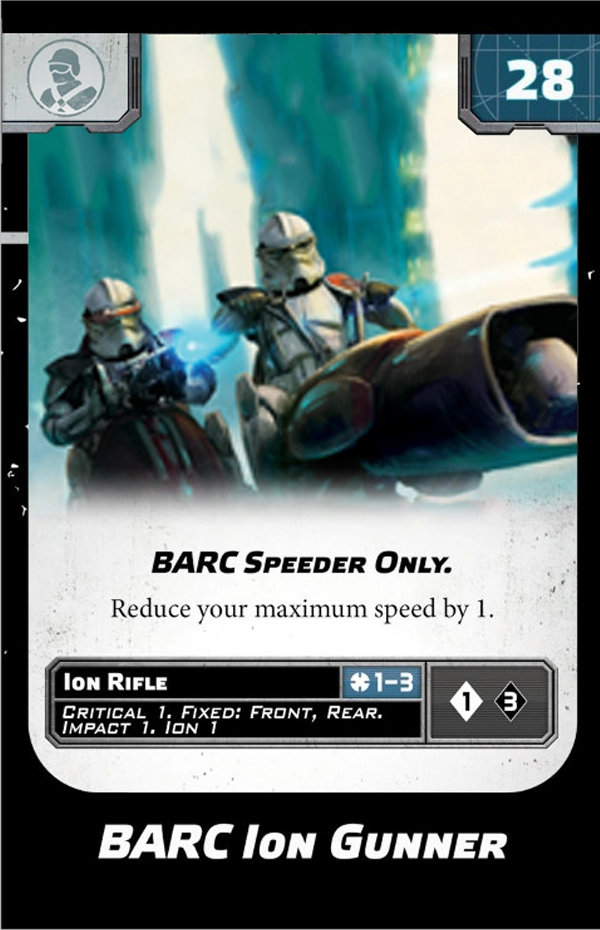 28
BARC Speeder Only.
Reduce your maximum speed by 1.
Ion Rifle 1–3 1 3
Critical 1. Fixed: Front, Rear.
Impact 1. Ion 1
BARC Ion Gunner